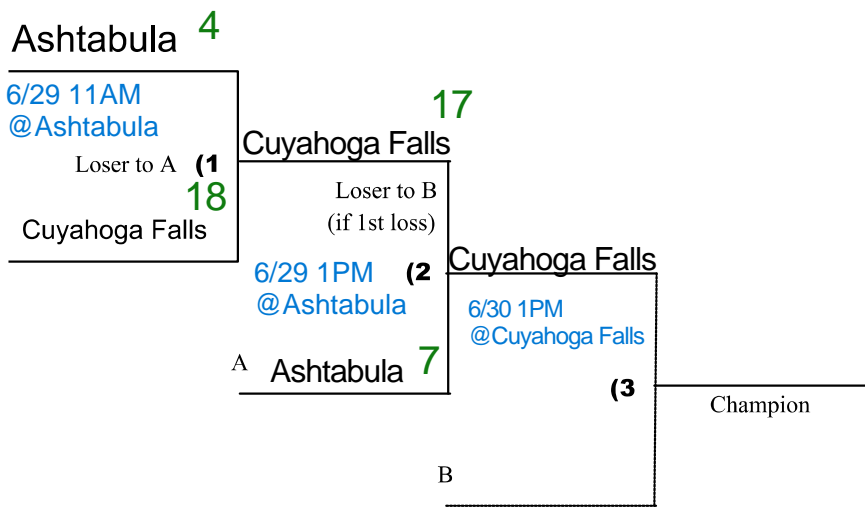 Ashtabula 4
6/29 11AM
@Ashtabula
Loser to A (1
18
Cuyahoga Falls
17
Cuyahoga Falls
Loser to B
(if 1st loss)
6/29 1PM (2
@Ashtabula
A Ashtabula 7
Cuyahoga Falls
6/30 1PM
@Cuyahoga Falls
(3
B
Champion